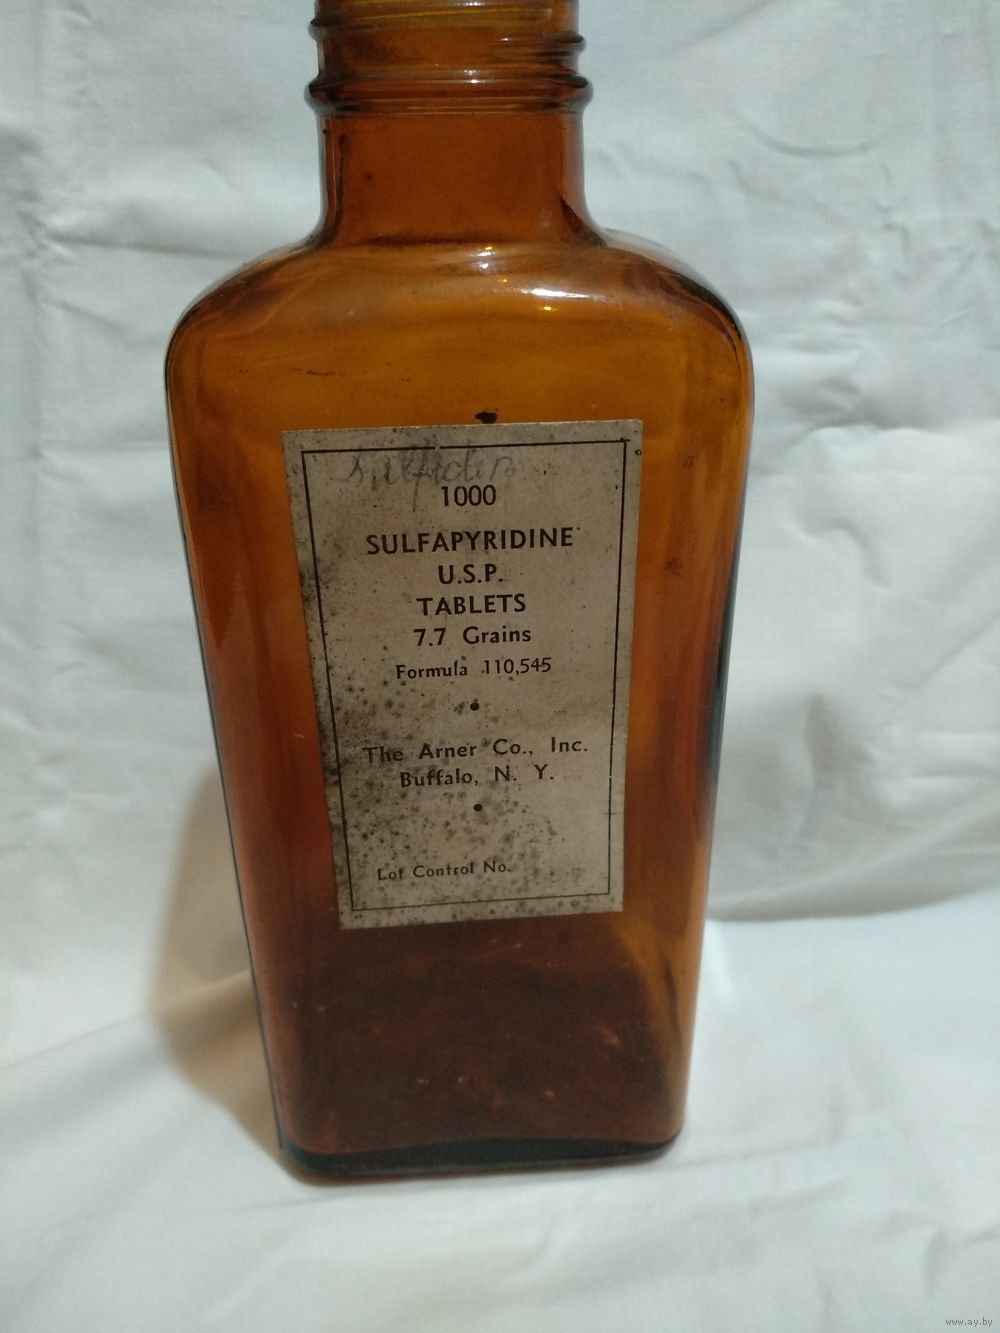 Sulfidin
1000
SULFAPYRIDINE
U.S.P.
TABLETS
7.7 Grains
Formula 110,545
The Arner Co., Inc.
Buffalo, N. Y.
Lot Control No.
www.ay.by